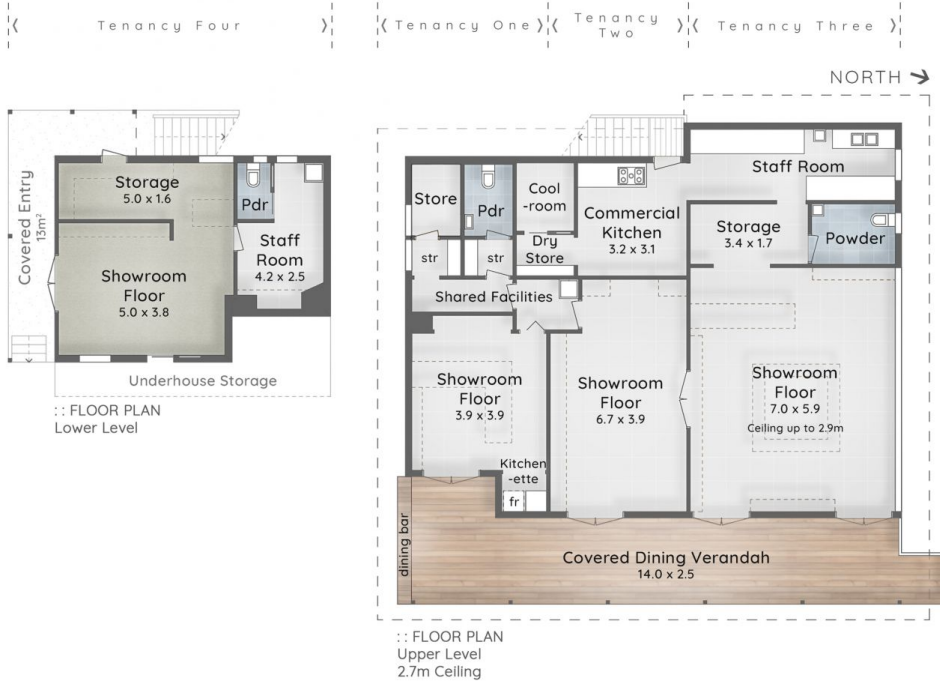 Tenancy Four
Tenancy One
Tenancy
Two
Tenancy Three
NORTH
Covered Entry
13m²
Storage
5.0 x 1.6
Pdr
Staff
Room
4.2 x 2.5
Showroom
Floor
5.0 x 3.8
Underhouse Storage
:: FLOOR PLAN
Lower Level
Store
Pdr
Cool
-room
Commercial
Kitchen
3.2 x 3.1
Staff Room
Storage
3.4 x 1.7
Powder
str
str
Dry
Store
Shared Facilities
Showroom
Floor
3.9 x 3.9
Showroom
Floor
6.7 x 3.9
Showroom
Floor
7.0 x 5.9
Ceiling up to 2.9m
Kitchen
-ette
fr
dining bar
Covered Dining Verandah
14.0 x 2.5
:: FLOOR PLAN
Upper Level
2.7m Ceiling